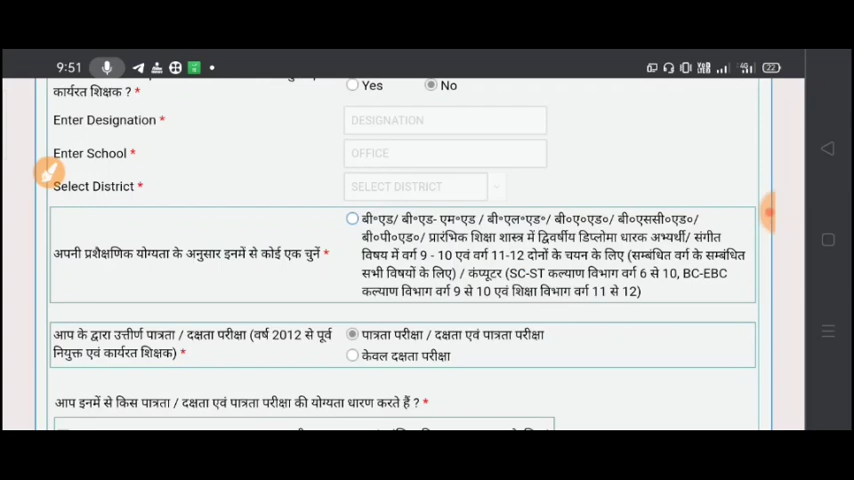 9:51
22
कार्यरत शिक्षक ? * Yes No
Enter Designation * DESIGNATION
Enter School * OFFICE
Select District * SELECT DISTRICT
अपनी प्रशैक्षणिक योग्यता के अनुसार इनमें से कोई एक चुनें *
बी०एड/ बी०एड- एम०एड / बी०एल०एड०/ बी०ए०एड०/ बी०एससी०एड०/
बी०पी०एड०/ प्रारंभिक शिक्षा शास्त्र में द्विवर्षीय डिप्लोमा धारक अभ्यर्थी/ संगीत
विषय में वर्ग 9 - 10 एवं वर्ग 11-12 दोनों के चयन के लिए (सम्बंधित वर्ग के सम्बंधित
सभी विषयों के लिए) / कंप्यूटर (SC-ST कल्याण विभाग वर्ग 6 से 10, BC-EBC
कल्याण विभाग वर्ग 9 से 10 एवं शिक्षा विभाग वर्ग 11 से 12)
आप के द्वारा उत्तीर्ण पात्रता / दक्षता परीक्षा (वर्ष 2012 से पूर्व
नियुक्त एवं कार्यरत शिक्षक) *
पात्रता परीक्षा / दक्षता एवं पात्रता परीक्षा
केवल दक्षता परीक्षा
आप इनमें से किस पात्रता / दक्षता एवं पात्रता परीक्षा की योग्यता धारण करते हैं ? *